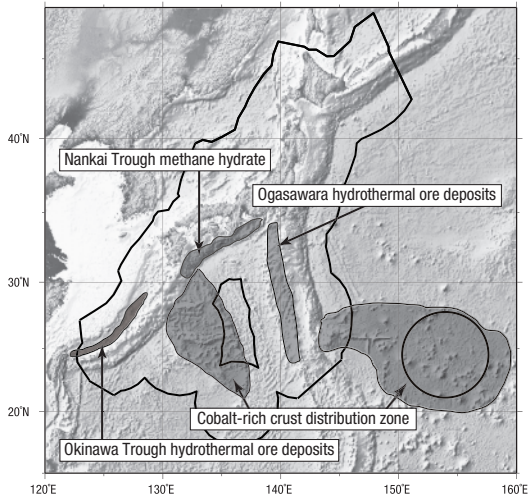 40˚N
Nankai Trough methane hydrate
Ogasawara hydrothermal ore deposits
30˚N
20˚N
Cobalt-rich crust distribution zone
Okinawa Trough hydrothermal ore deposits
120˚E
130˚E
140˚E
150˚E
160˚E